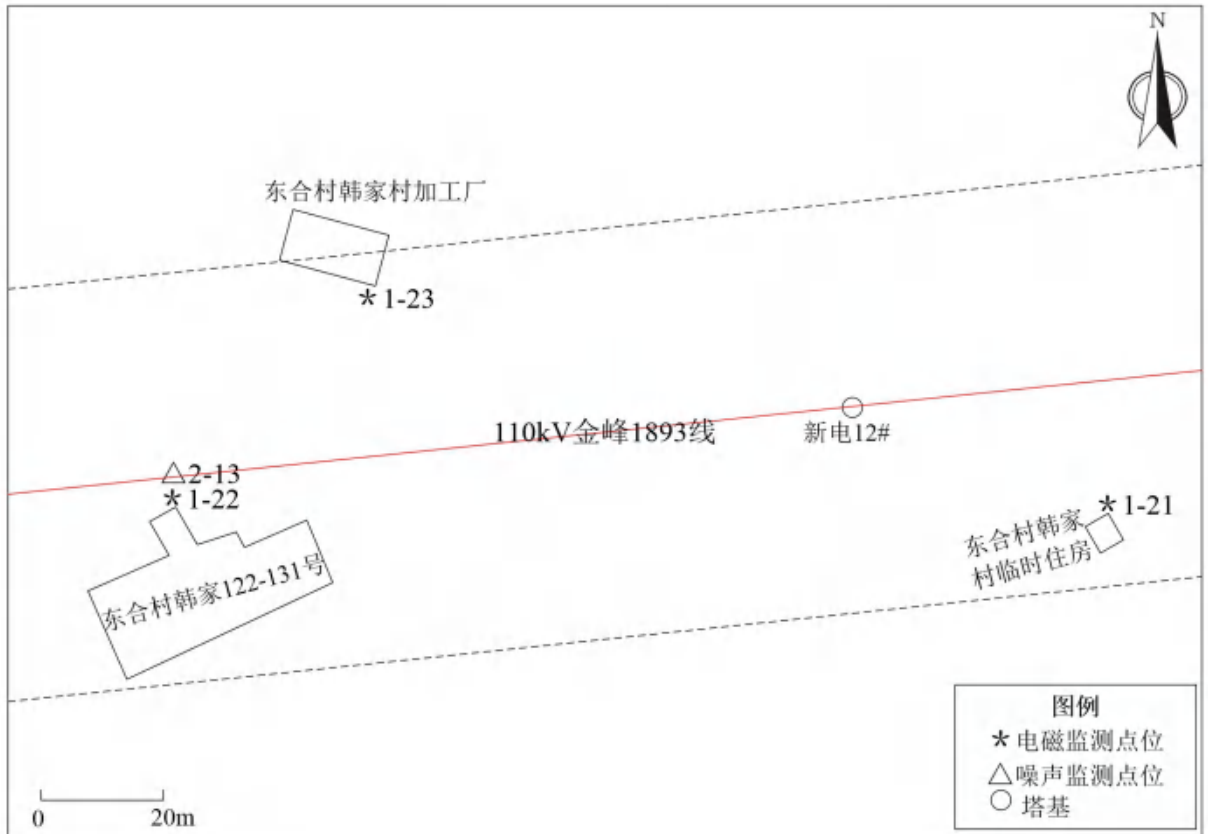 N
东合村韩家村加工厂
1-23
110kV金峰1893线
新电12#
2-13
1-22
1-21
东合村韩家
村临时住房
东合村韩家122-131号
图例
电磁监测点位
噪声监测点位
塔基
0 20m